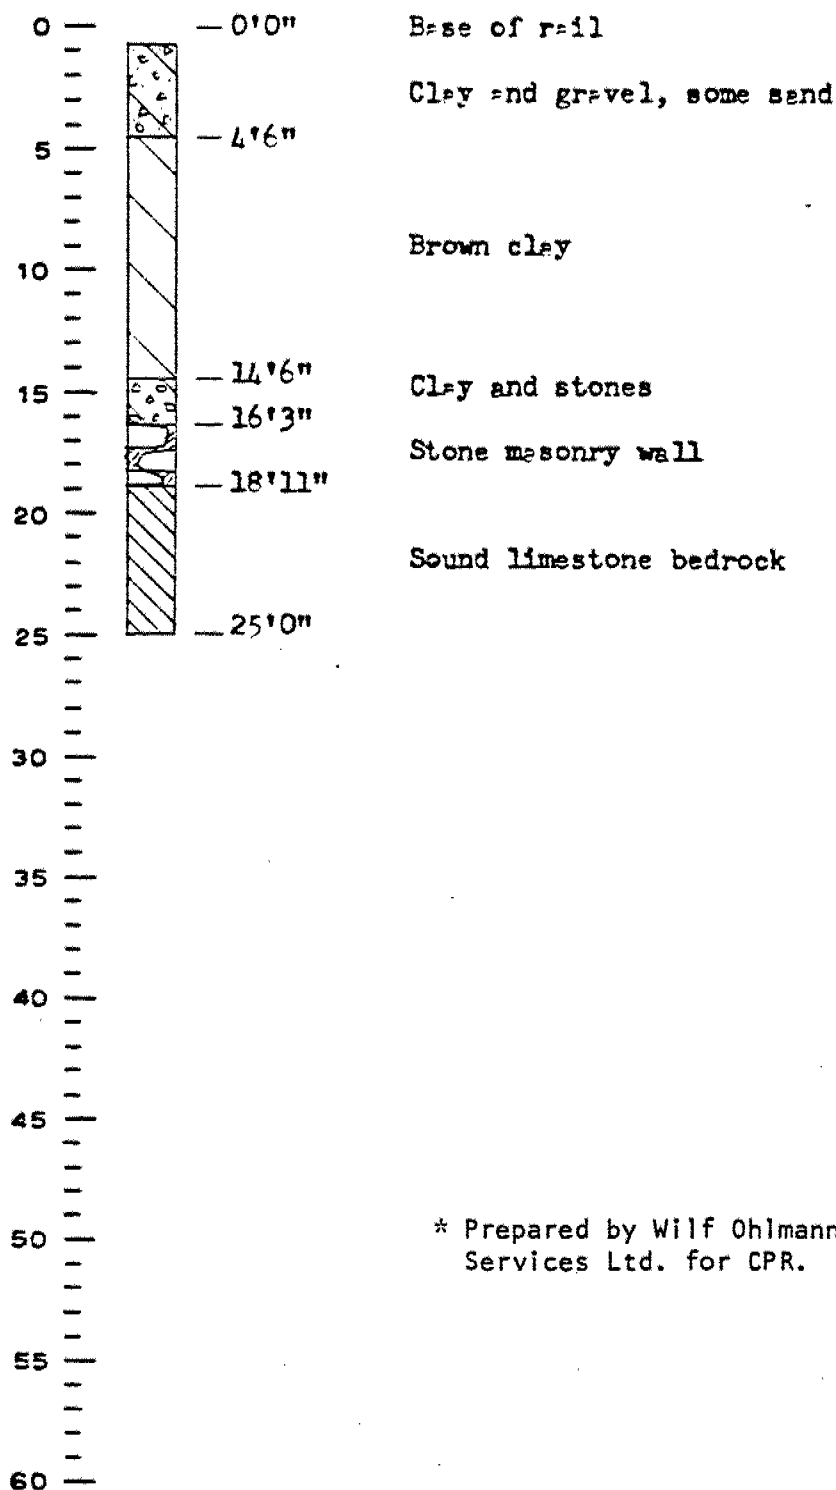 0 — 0'0" Base of rail
Clay and gravel, some sand
— 4'6"
5
Brown clay
10
— 14'6"
15 Clay and stones
— 16'3"
Stone masonry wall
— 18'11"
20
Sound limestone bedrock
25 — 25'0"
30
35
40
45
50 * Prepared by Wilf Ohlmann
Services Ltd. for CPR.
55
60